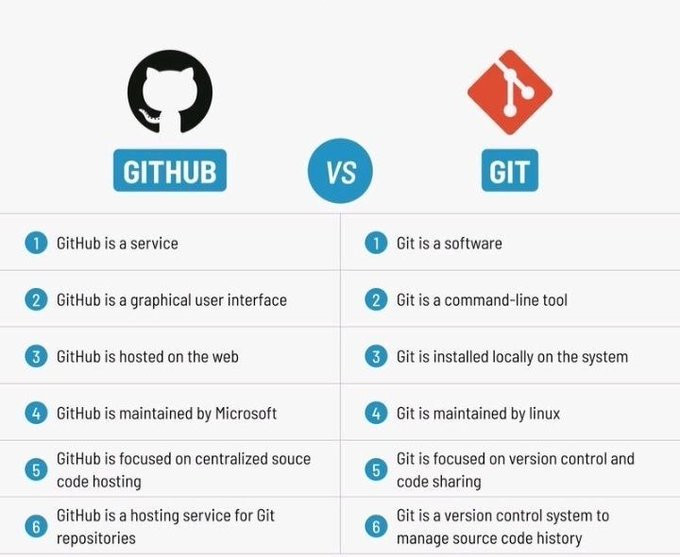 GITHUB
VS
GIT
1 GitHub is a service
1 Git is a software
2 GitHub is a graphical user interface
2 Git is a command-line tool
3 GitHub is hosted on the web
3 Git is installed locally on the system
4 GitHub is maintained by Microsoft
4 Git is maintained by linux
5 GitHub is focused on centralized souce
code hosting
5 Git is focused on version control and
code sharing
6 GitHub is a hosting service for Git
repositories
6 Git is a version control system to
manage source code history